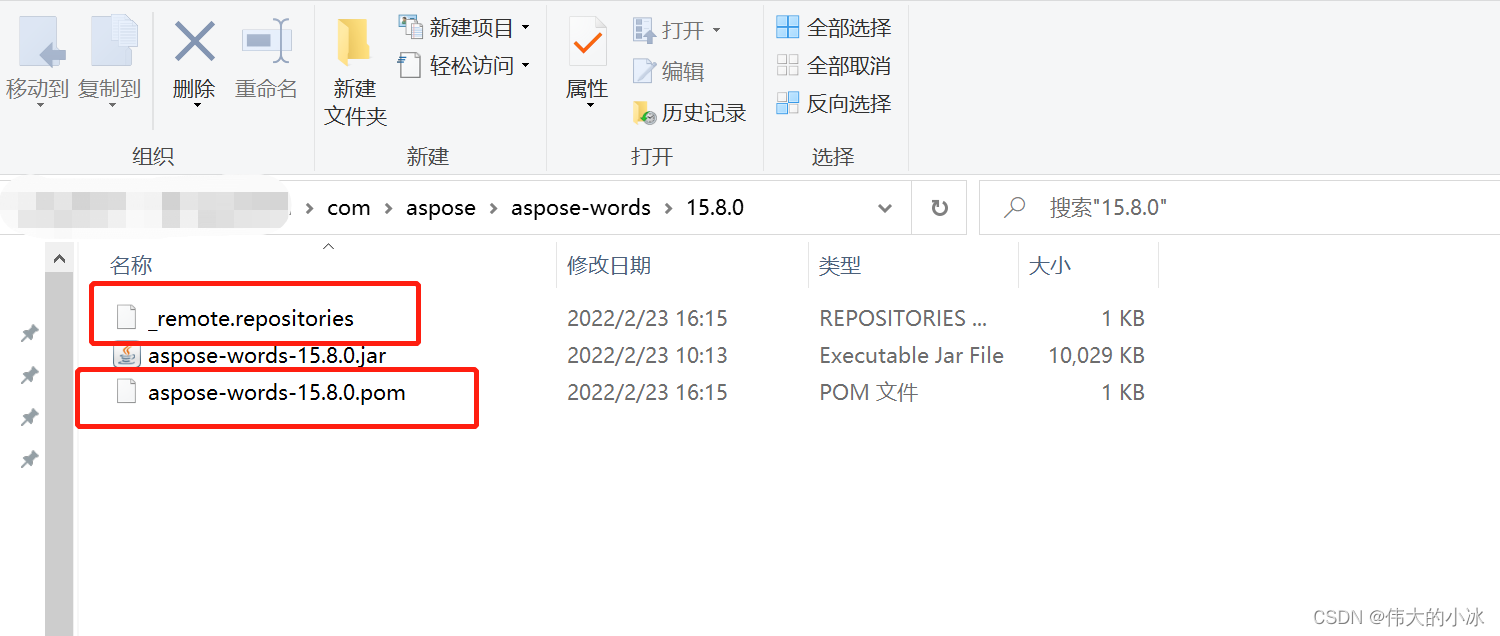 移动到 复制到 删除 重命名
组织
新建
文件夹
新建项目
轻松访问
新建
属性
打开
编辑
历史记录
打开
全部选择
全部取消
反向选择
选择
com aspose aspose-words 15.8.0
搜索"15.8.0"
名称 修改日期 类型 大小
_remote.repositories 2022/2/23 16:15 REPOSITORIES ... 1 KB
aspose-words-15.8.0.jar 2022/2/23 10:13 Executable Jar File 10,029 KB
aspose-words-15.8.0.pom 2022/2/23 16:15 POM 文件 1 KB
CSDN @伟大的小冰